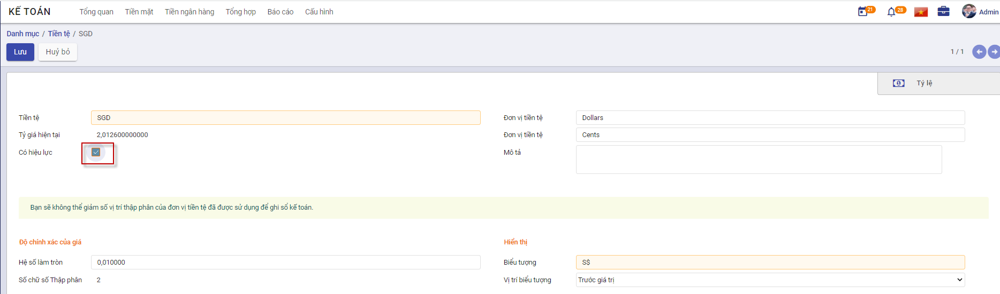 KẾ TOÁN Tổng quan Tiền mặt Tiền ngân hàng Tổng hợp Báo cáo Cấu hình 21 28 Admin
Danh mục / Tiền tệ / SGD
Lưu Huỷ bỏ 1 / 1
Tỷ lệ
Tiền tệ SGD Đơn vị tiền tệ Dollars
Tỷ giá hiện tại 2,012600000000 Đơn vị tiền tệ Cents
Có hiệu lực Mô tả
Bạn sẽ không thể giảm số vị trí thập phân của đơn vị tiền tệ đã được sử dụng để ghi sổ kế toán.
Độ chính xác của giá Hiển thị
Hệ số làm tròn 0,010000 Biểu tượng S$
Số chữ số Thập phân 2 Vị trí biểu tượng Trước giá trị